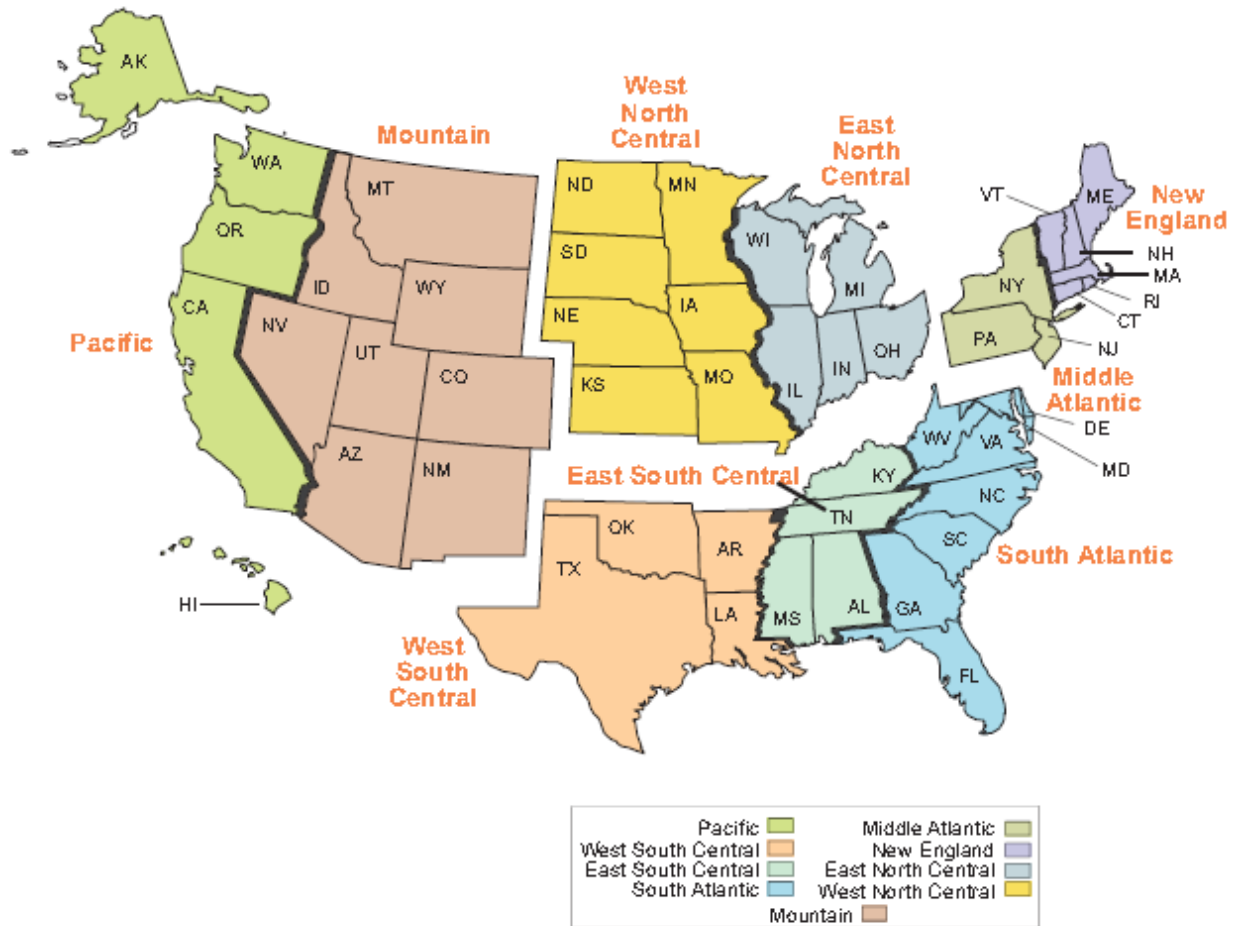 AK
West
North
Central
Mountain
East
North
Central
WA
MT
ND
MN
VT
ME
New
England
OR
WI
NH
SD
MA
ID
WY
MI
NY
RI
CA
NV
NE
IA
CT
Pacific
UT
PA
NJ
CO
KS
MO
IL
IN
OH
Middle
Atlantic
DE
AZ
NM
WV
VA
MD
East South Central
KY
NC
TN
OK
AR
SC
South Atlantic
TX
HI
LA
MS
AL
GA
West
South
Central
FL
Pacific
Middle Atlantic
West South Central
New England
East South Central
East North Central
South Atlantic
West North Central
Mountain